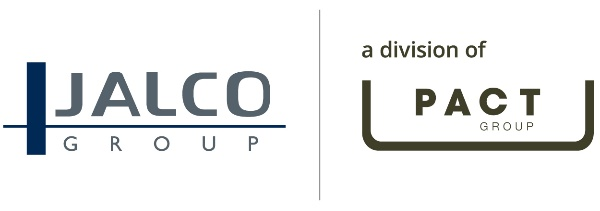 JALCO
GROUP
a division of
PACT
GROUP